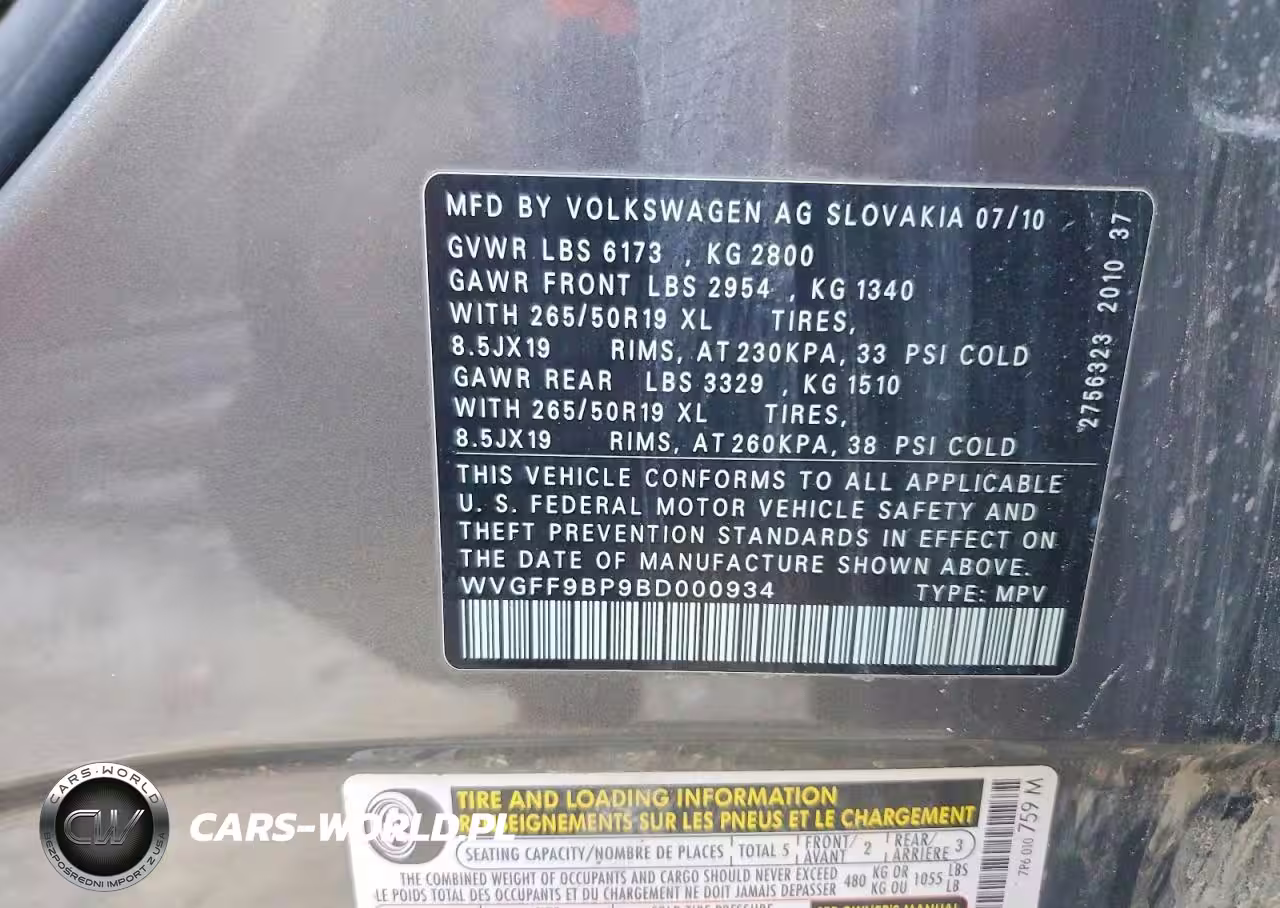 MFD BY VOLKSWAGEN AG SLOVAKIA 07/10
GVWR LBS 6173 , KG 2800
GAWR FRONT LBS 2954 , KG 1340
WITH 265/50R19 XL TIRES,
8.5JX19 RIMS, AT 230KPA, 33 PSI COLD
GAWR REAR LBS 3329 , KG 1510
WITH 265/50R19 XL TIRES,
8.5JX19 RIMS, AT 260KPA, 38 PSI COLD
THIS VEHICLE CONFORMS TO ALL APPLICABLE
U. S. FEDERAL MOTOR VEHICLE SAFETY AND
THEFT PREVENTION STANDARDS IN EFFECT ON
THE DATE OF MANUFACTURE SHOWN ABOVE.
WVGFF9BP9BD000934 TYPE: MPV
2756323 2010 37
TIRE AND LOADING INFORMATION
SUR LES PNEUS ET LE CHARGEMENT
SEATING CAPACITY/NOMBRE DE PLACES TOTAL 5 FRONT/AVANT 2 REAR/ARRIÈRE 3
THE COMBINED WEIGHT OF OCCUPANTS AND CARGO SHOULD NEVER EXCEED 480 KG OR 1055 LBS
LE POIDS TOTAL DES OCCUPANTS ET DU CHARGEMENT NE DOIT JAMAIS DEPASSER KG OU LB
7P6 010 759 M
CARS-WORLD
CW
BEZPOŚREDNI IMPORT Z USA
CARS-WORLD.PL